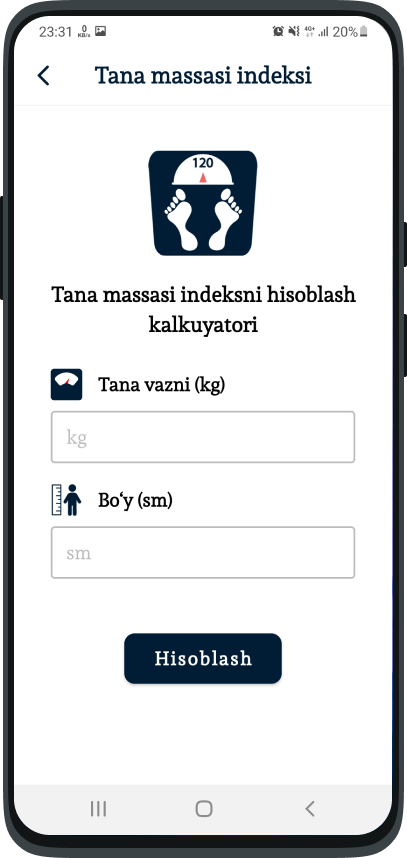 23:31 0 KB/s 4G+ 20%
Tana massasi indeksi
120
Tana massasi indeksni hisoblash
kalkuyatori
Tana vazni (kg)
kg
Bo‘y (sm)
sm
Hisoblash